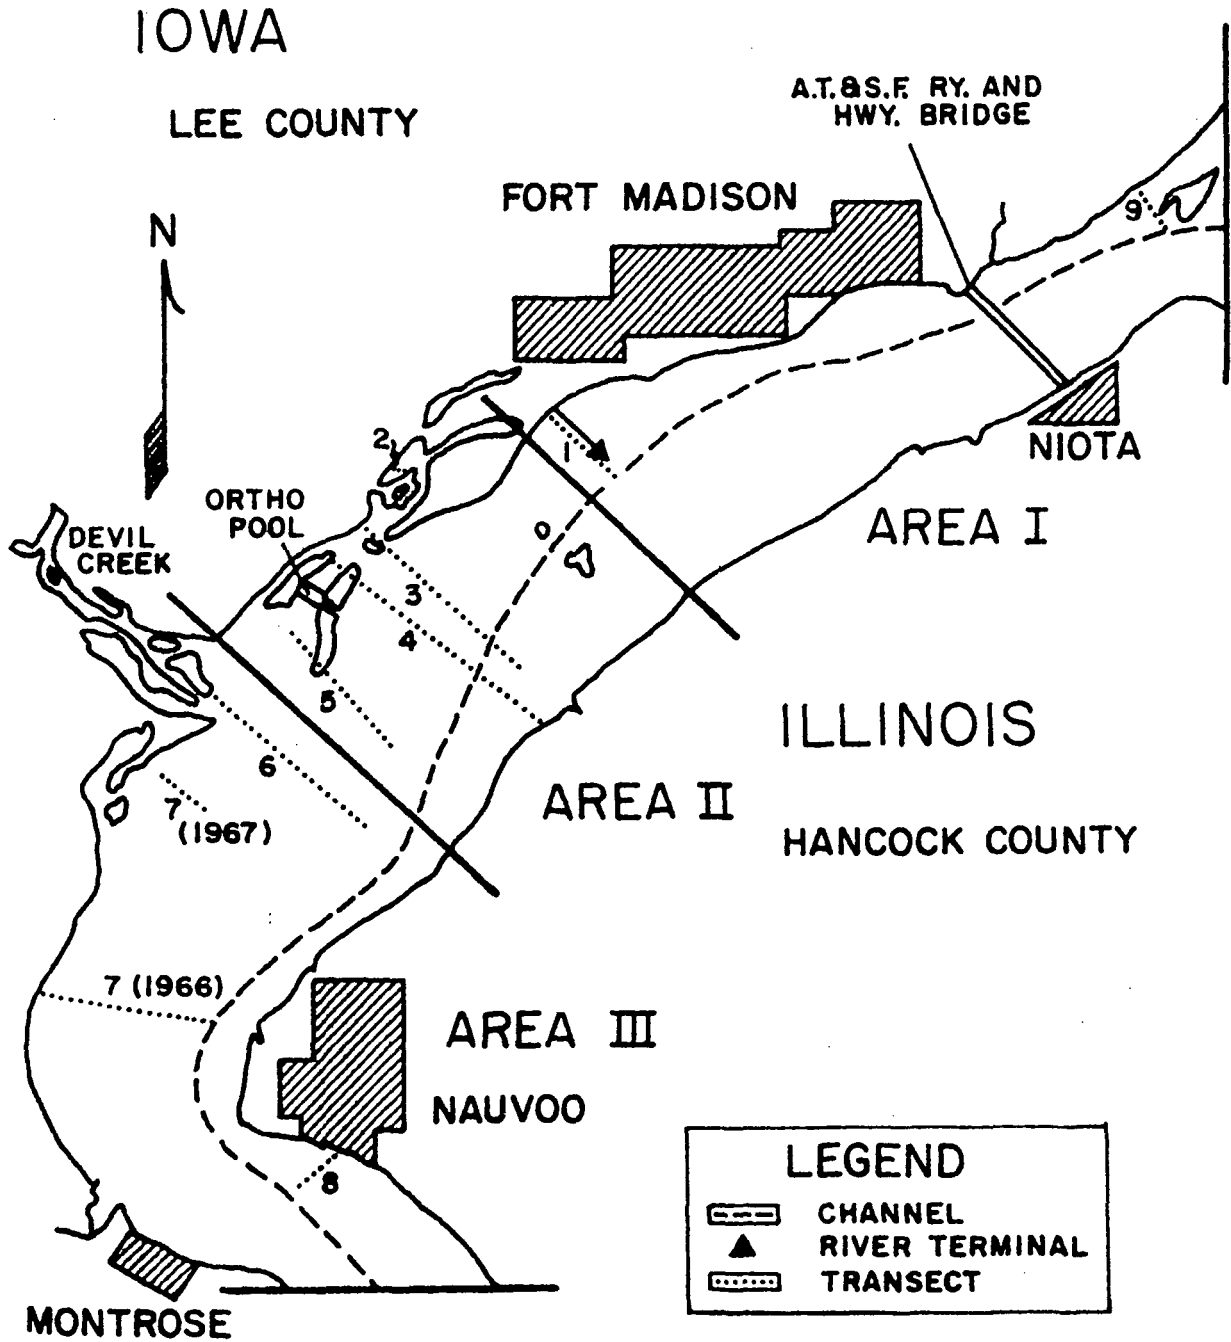 IOWA
LEE COUNTY
A.T.&S.F. RY. AND
HWY. BRIDGE
FORT MADISON
N
9
NIOTA
1
2
ORTHO
POOL
AREA I
DEVIL
CREEK
3
4
5
6
ILLINOIS
7
(1967)
AREA II
HANCOCK COUNTY
7 (1966)
AREA III
NAUVOO
8
MONTROSE
LEGEND
CHANNEL
RIVER TERMINAL
TRANSECT